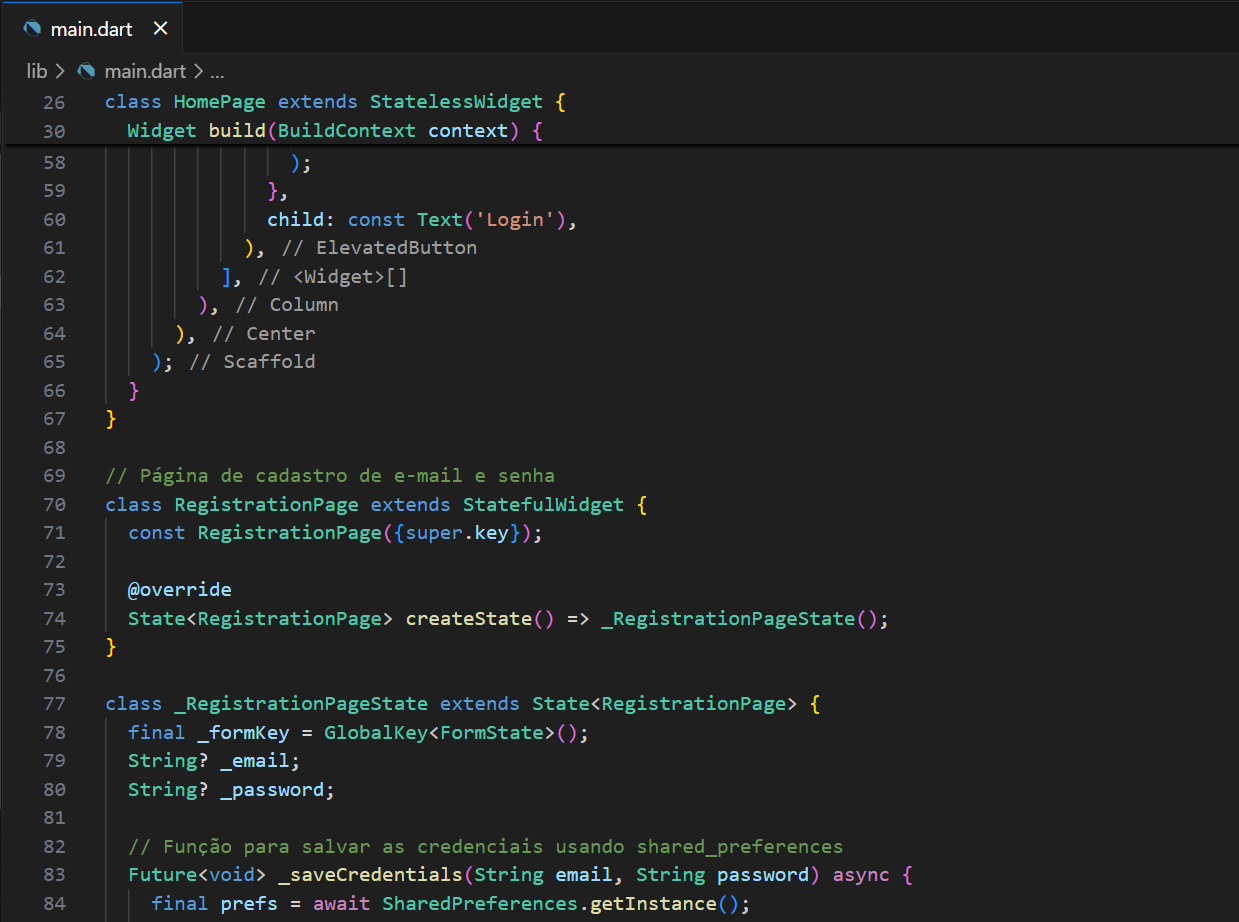 main.dart
lib > main.dart > ...
26 class HomePage extends StatelessWidget {
30 Widget build(BuildContext context) {
58 );
59 },
60 child: const Text('Login'),
61 ), // ElevatedButton
62 ], // <Widget>[]
63 ), // Column
64 ), // Center
65 ); // Scaffold
66 }
67 }
68
69 // Página de cadastro de e-mail e senha
70 class RegistrationPage extends StatefulWidget {
71 const RegistrationPage({super.key});
72
73 @override
74 State<RegistrationPage> createState() => _RegistrationPageState();
75 }
76
77 class _RegistrationPageState extends State<RegistrationPage> {
78 final _formKey = GlobalKey<FormState>();
79 String? _email;
80 String? _password;
81
82 // Função para salvar as credenciais usando shared_preferences
83 Future<void> _saveCredentials(String email, String password) async {
84 final prefs = await SharedPreferences.getInstance();